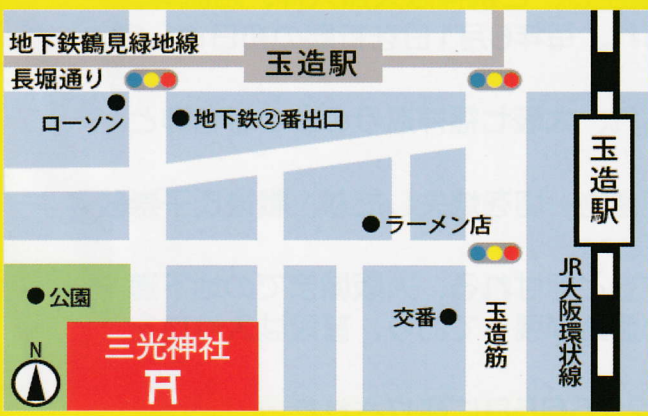 地下鉄鶴見緑地線
玉造駅
長堀通り
ローソン
地下鉄②番出口
玉造駅
ラーメン店
公園
交番
玉造筋
JR大阪環状線
三光神社
N